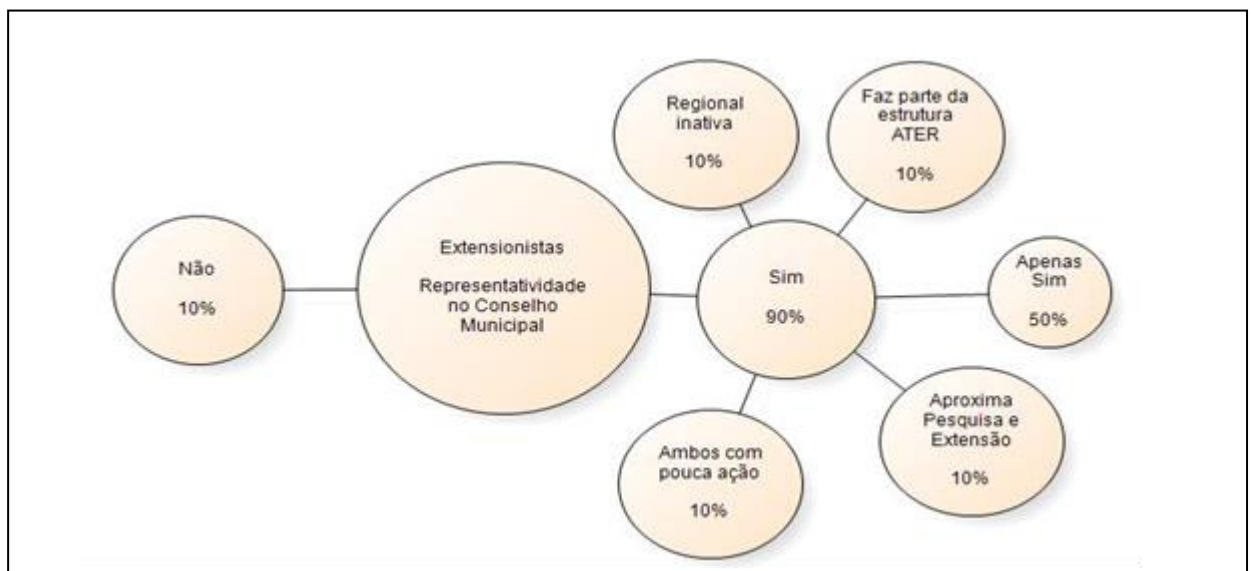 Não
10%
Extensionistas
Representatividade
no Conselho
Municipal
Regional
inativa
10%
Faz parte da
estrutura
ATER
10%
Sim
90%
Apenas
Sim
50%
Aproxima
Pesquisa e
Extensão
10%
Ambos com
pouca ação
10%